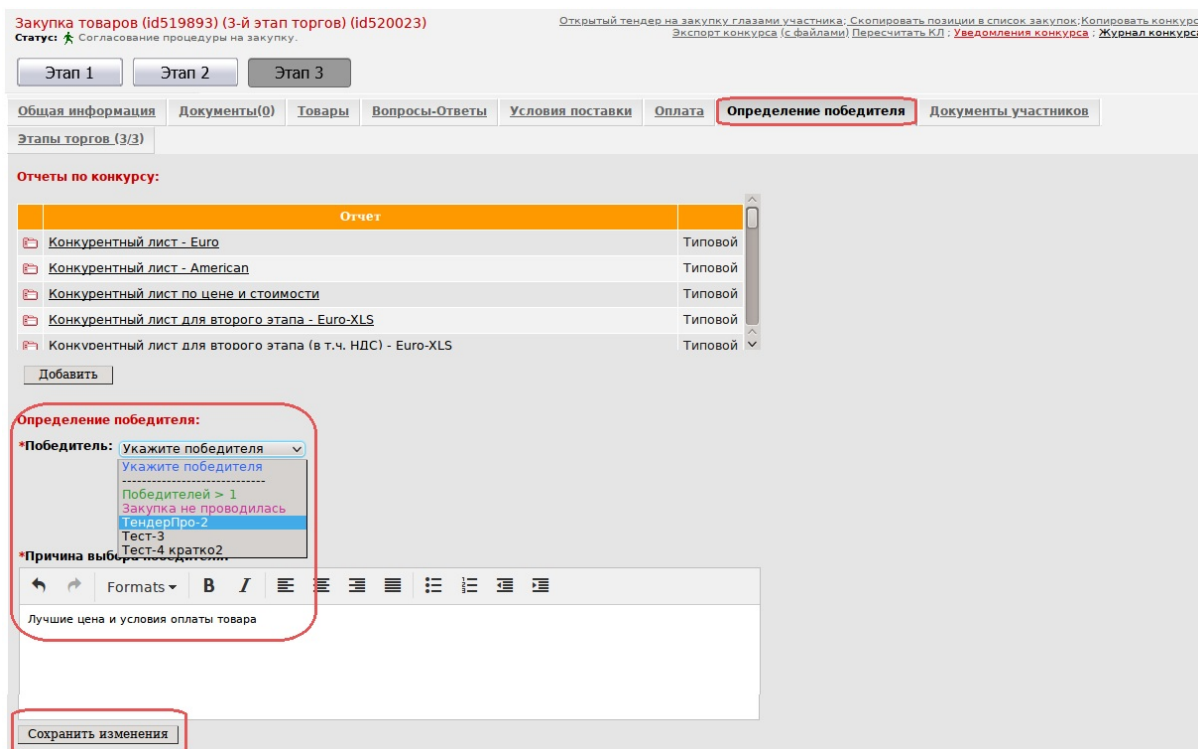 Закупка товаров (id519893) (3-й этап торгов) (id520023)
Открытый тендер на закупку глазами участника; Скопировать позиции в список закупок;Копировать конкурс
Статус: Согласование процедуры на закупку.
Экспорт конкурса (с файлами) Пересчитать КЛ ; Уведомления конкурса ; Журнал конкурса
Этап 1 Этап 2 Этап 3
Общая информация Документы(0) Товары Вопросы-Ответы Условия поставки Оплата Определение победителя Документы участников
Этапы торгов (3/3)
Отчеты по конкурсу:
Отчет
Конкурентный лист - Euro Типовой
Конкурентный лист - American Типовой
Конкурентный лист по цене и стоимости Типовой
Конкурентный лист для второго этапа - Euro-XLS Типовой
Конкурентный лист для второго этапа (в т.ч. НДС) - Euro-XLS Типовой
Добавить
Определение победителя:
*Победитель: Укажите победителя
Укажите победителя
----------------------------
Победителей > 1
Закупка не проводилась
ТендерПро-2
Тест-3
Тест-4 кратко2
*Причина выбора победителя:
Formats B I
Лучшие цена и условия оплаты товара
Сохранить изменения